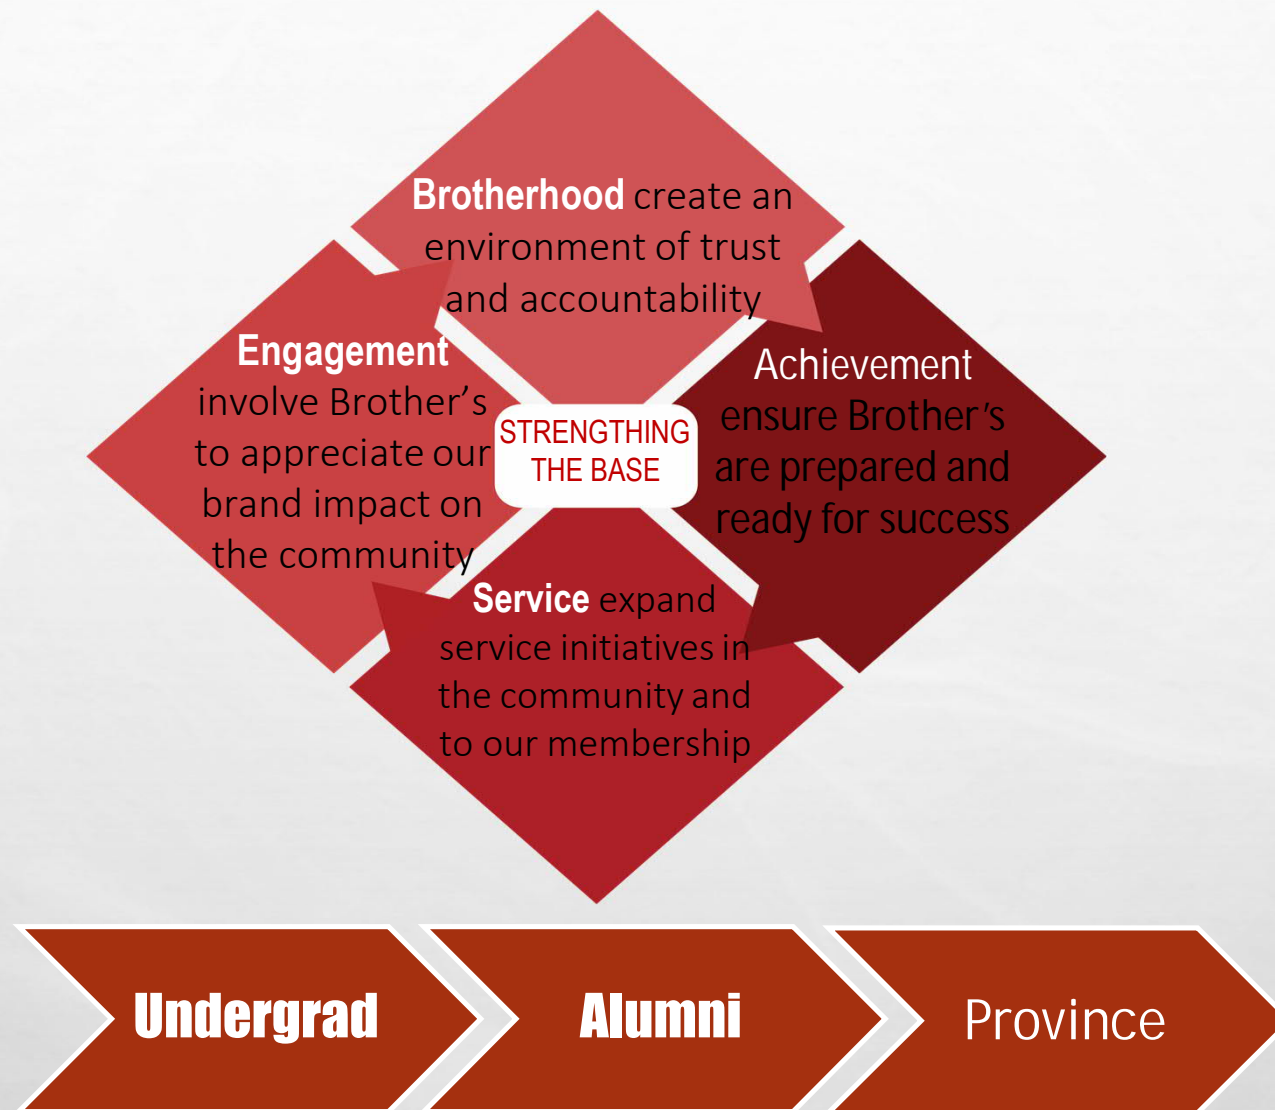 Brotherhood create an
environment of trust
and accountability
Engagement
involve Brother’s
to appreciate our
brand impact on
the community
STRENGTHING
THE BASE
Achievement
ensure Brother’s
are prepared and
ready for success
Service expand
service initiatives in
the community and
to our membership
Undergrad
Alumni
Province